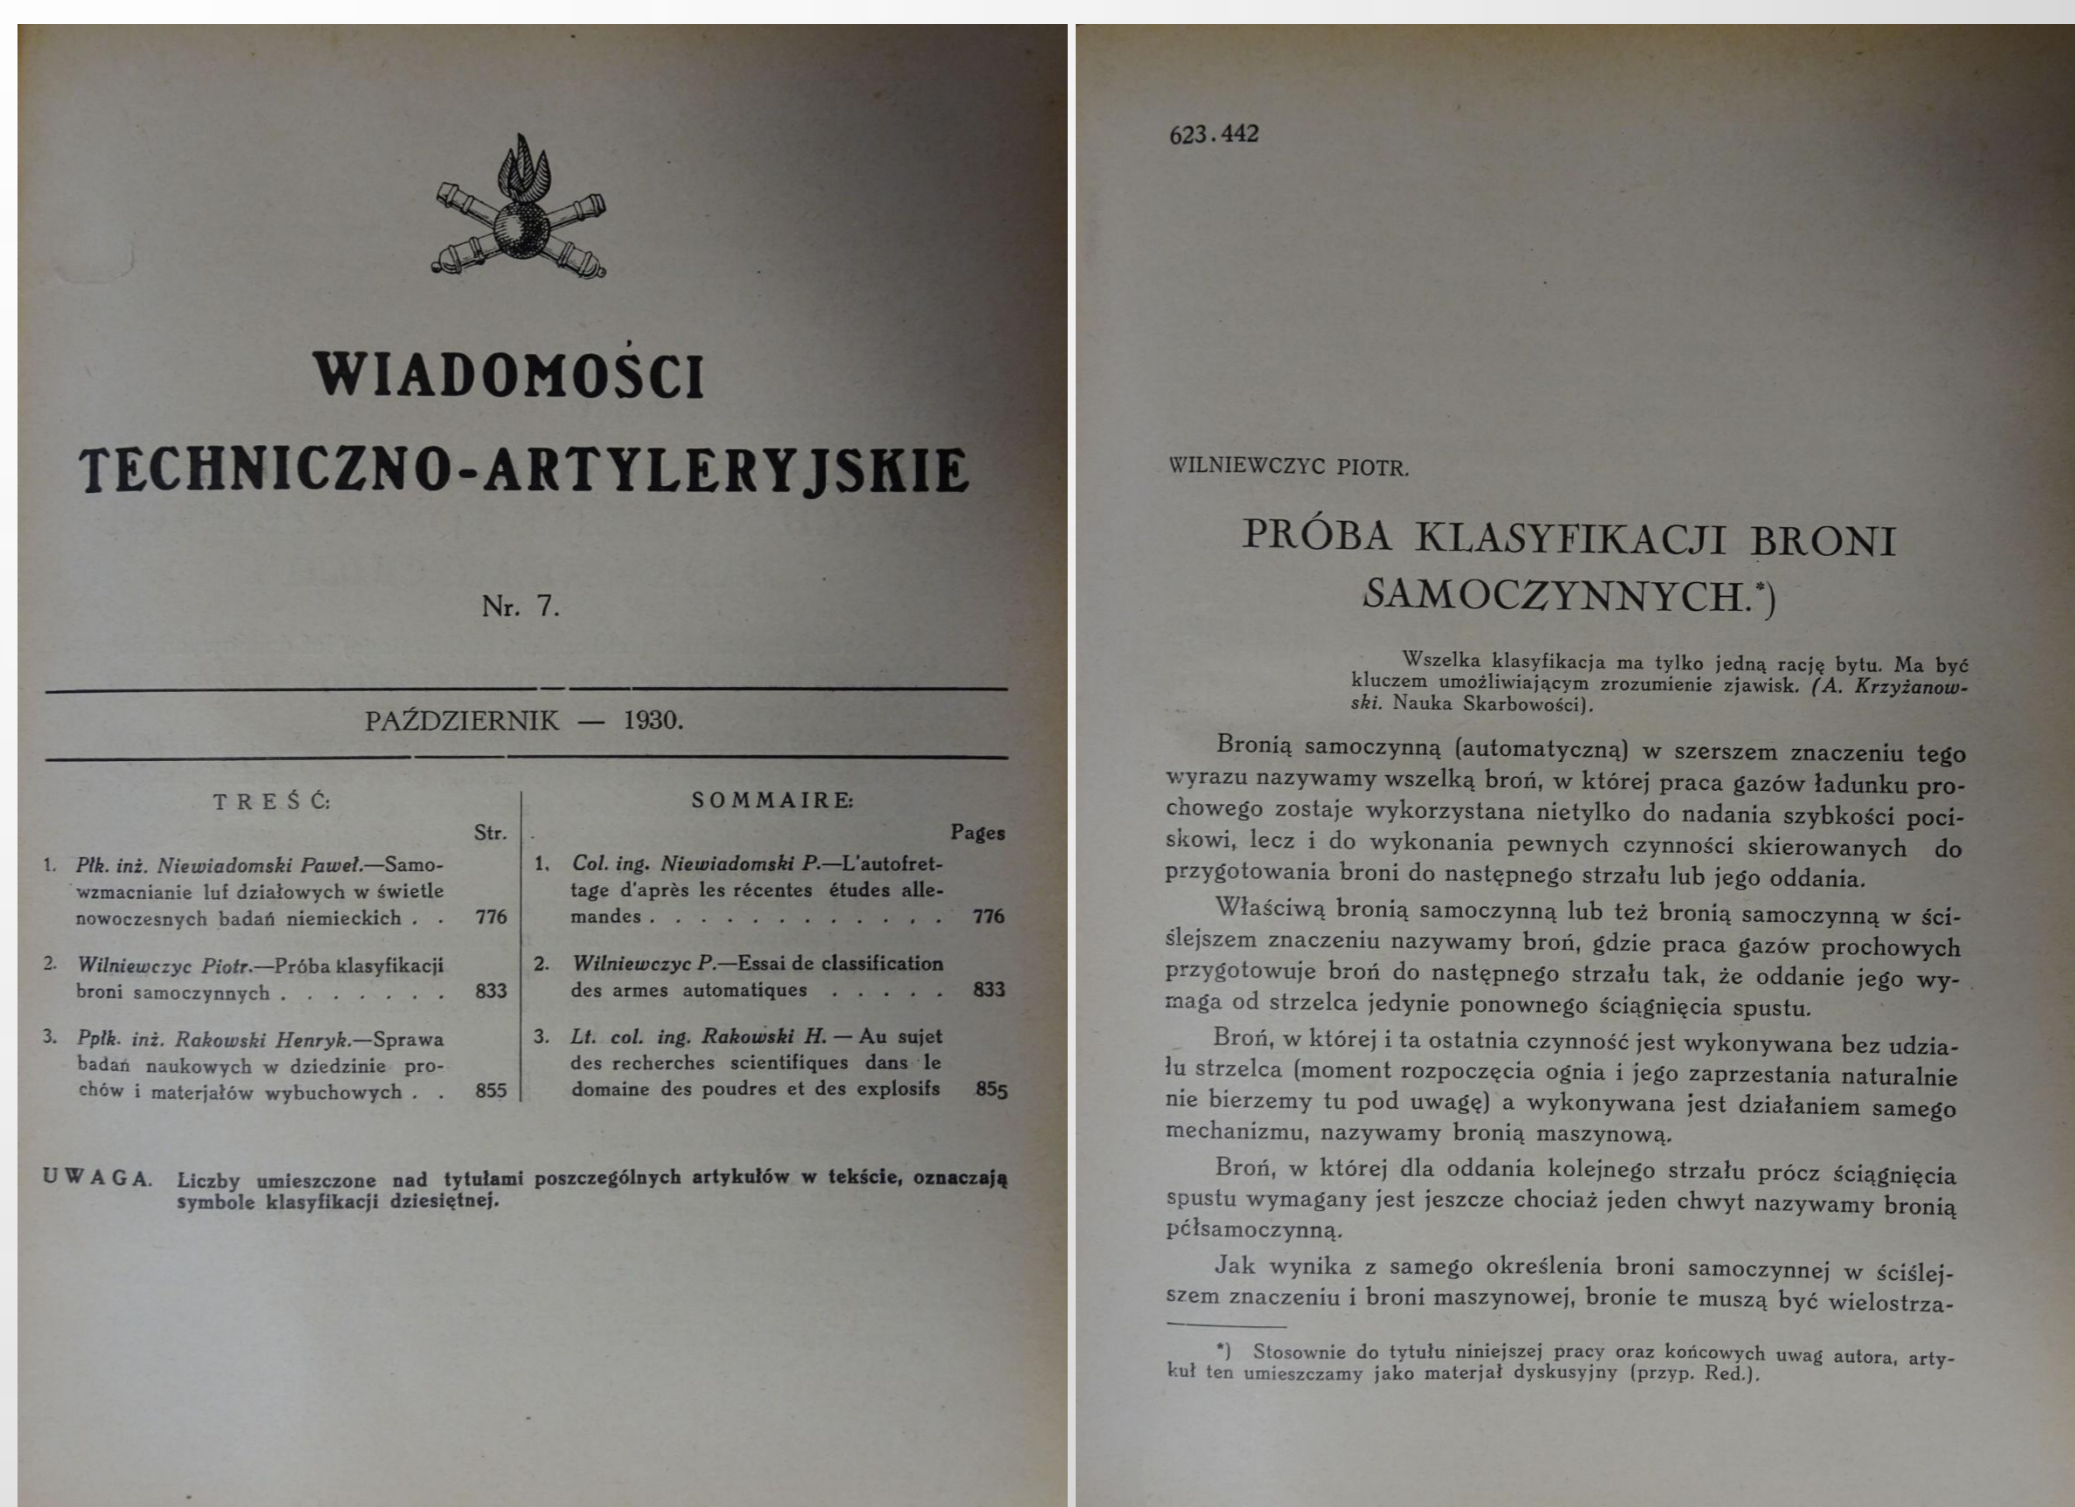 WIADOMOŚCI
TECHNICZNO-ARTYLERYJSKIE
Nr. 7.
PAŹDZIERNIK — 1930.
TREŚĆ:
Str.
1. Płk. inż. Niewiadomski Paweł.—Samo-
wzmacnianie luf działowych w świetle
nowoczesnych badań niemieckich . . 776
2. Wilniewczyc Piotr.—Próba klasyfikacji
broni samoczynnych . . . . . . . 833
3. Ppłk. inż. Rakowski Henryk.—Sprawa
badań naukowych w dziedzinie pro-
chów i materjałów wybuchowych . . 855
SOMMAIRE:
Pages
1. Col. ing. Niewiadomski P.—L'autofret-
tage d'après les récentes études alle-
mandes . . . . . . . . . . . . 776
2. Wilniewczyc P.—Essai de classification
des armes automatiques . . . . . 833
3. Lt. col. ing. Rakowski H. — Au sujet
des recherches scientifiques dans le
domaine des poudres et des explosifs 855
UWAGA. Liczby umieszczone nad tytułami poszczególnych artykułów w tekście, oznaczają
symbole klasyfikacji dziesiętnej.
623.442
WILNIEWCZYC PIOTR.
PRÓBA KLASYFIKACJI BRONI
SAMOCZYNNYCH.*)
Wszelka klasyfikacja ma tylko jedną rację bytu. Ma być
kluczem umożliwiającym zrozumienie zjawisk. (A. Krzyżanow-
ski. Nauka Skarbowości).
Bronią samoczynną (automatyczną) w szerszem znaczeniu tego
wyrazu nazywamy wszelką broń, w której praca gazów ładunku pro-
chowego zostaje wykorzystana nietylko do nadania szybkości poci-
skowi, lecz i do wykonania pewnych czynności skierowanych do
przygotowania broni do następnego strzału lub jego oddania.
Właściwą bronią samoczynną lub też bronią samoczynną w ści-
ślejszem znaczeniu nazywamy broń, gdzie praca gazów prochowych
przygotowuje broń do następnego strzału tak, że oddanie jego wy-
maga od strzelca jedynie ponownego ściągnięcia spustu.
Broń, w której i ta ostatnia czynność jest wykonywana bez udzia-
łu strzelca (moment rozpoczęcia ognia i jego zaprzestania naturalnie
nie bierzemy tu pod uwagę) a wykonywana jest działaniem samego
mechanizmu, nazywamy bronią maszynową.
Broń, w której dla oddania kolejnego strzału prócz ściągnięcia
spustu wymagany jest jeszcze chociaż jeden chwyt nazywamy bronią
pćłsamoczynną.
Jak wynika z samego określenia broni samoczynnej w ściślej-
szem znaczeniu i broni maszynowej, bronie te muszą być wielostrza-
*) Stosownie do tytułu niniejszej pracy oraz końcowych uwag autora, arty-
kuł ten umieszczamy jako materjał dyskusyjny (przyp. Red.).